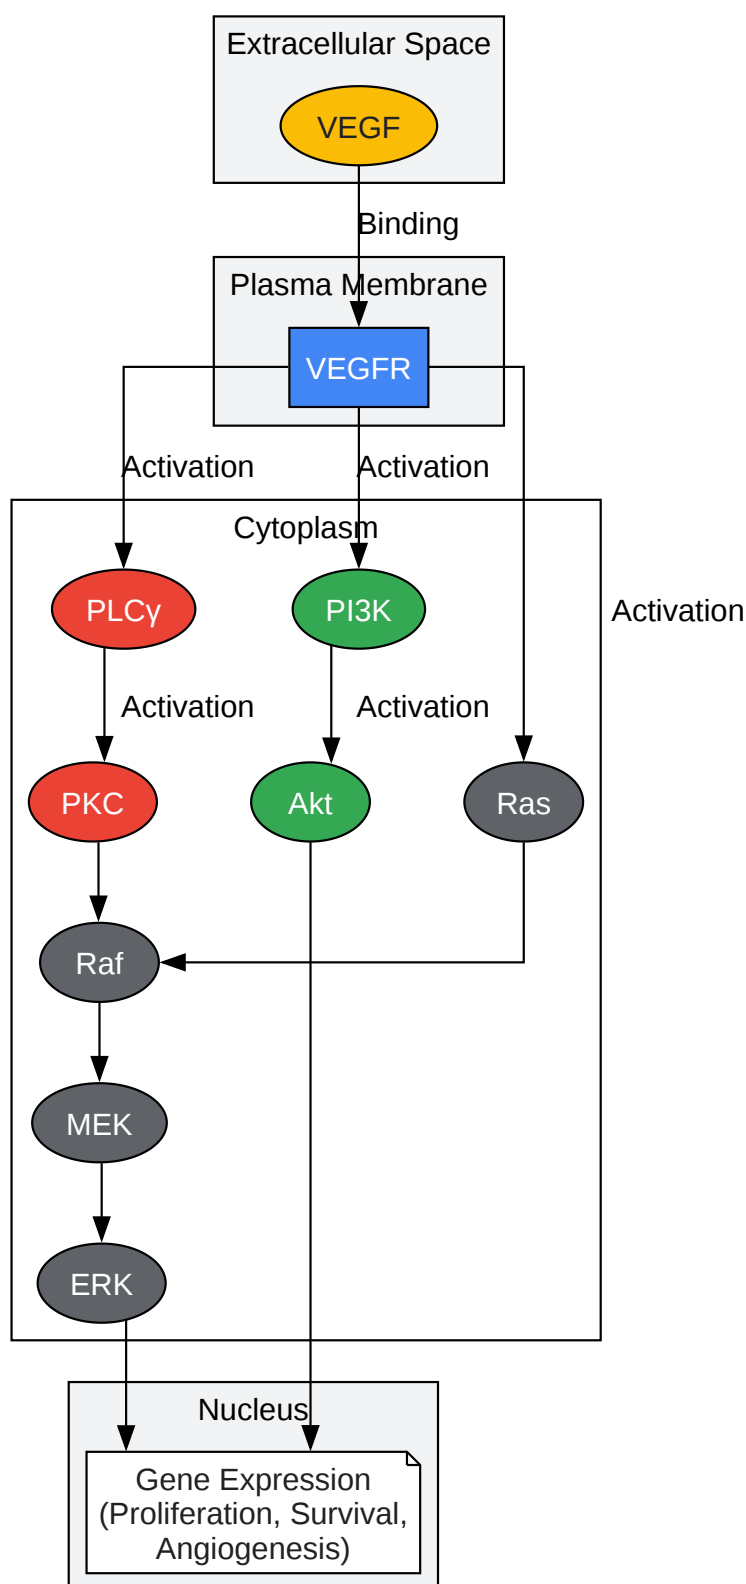 Extracellular Space
VEGF
Binding
Plasma Membrane
VEGFR
Activation
Activation
Cytoplasm
PLCγ
PI3K
Activation
Activation
Activation
PKC
Akt
Ras
Raf
MEK
ERK
Nucleus
Gene Expression
(Proliferation, Survival,
Angiogenesis)